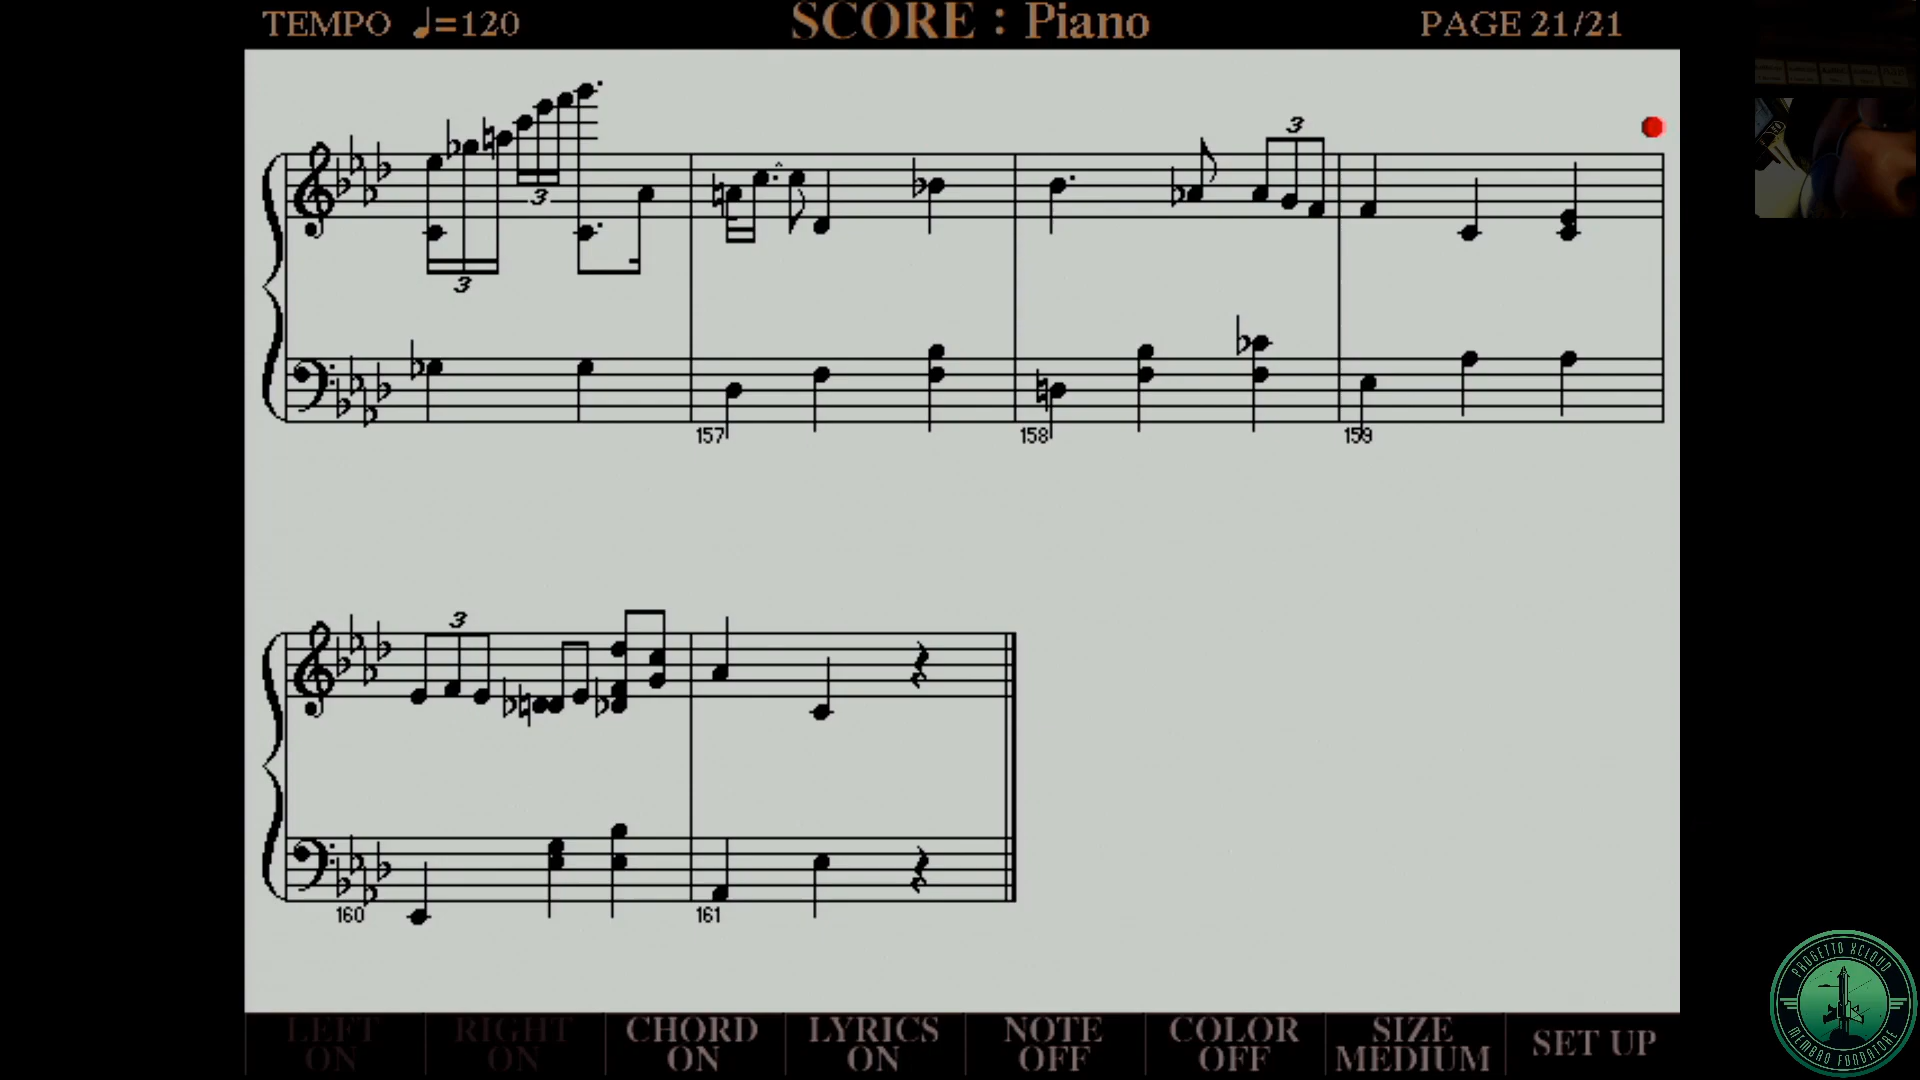 TEMPO ♩=120
SCORE : Piano
PAGE 21/21
3
3
3
157
158
159
3
160
161
LEFT ON
RIGHT ON
CHORD ON
LYRICS ON
NOTE OFF
COLOR OFF
SIZE MEDIUM
SET UP
PROGETTO XCLOUD
MEMBRO FONDATORE